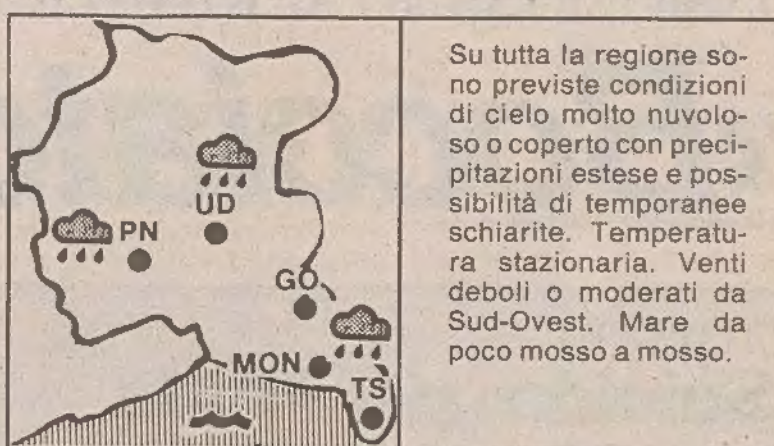 UD
PN
GO
MON
TS
Su tutta la regione so-
no previste condizioni
di cielo molto nuvolo-
so o coperto con preci-
pitazioni estese e pos-
sibilità di temporanee
schiarite. Temperatu-
ra stazionaria. Venti
deboli o moderati da
Sud-Ovest. Mare da
poco mosso a mosso.